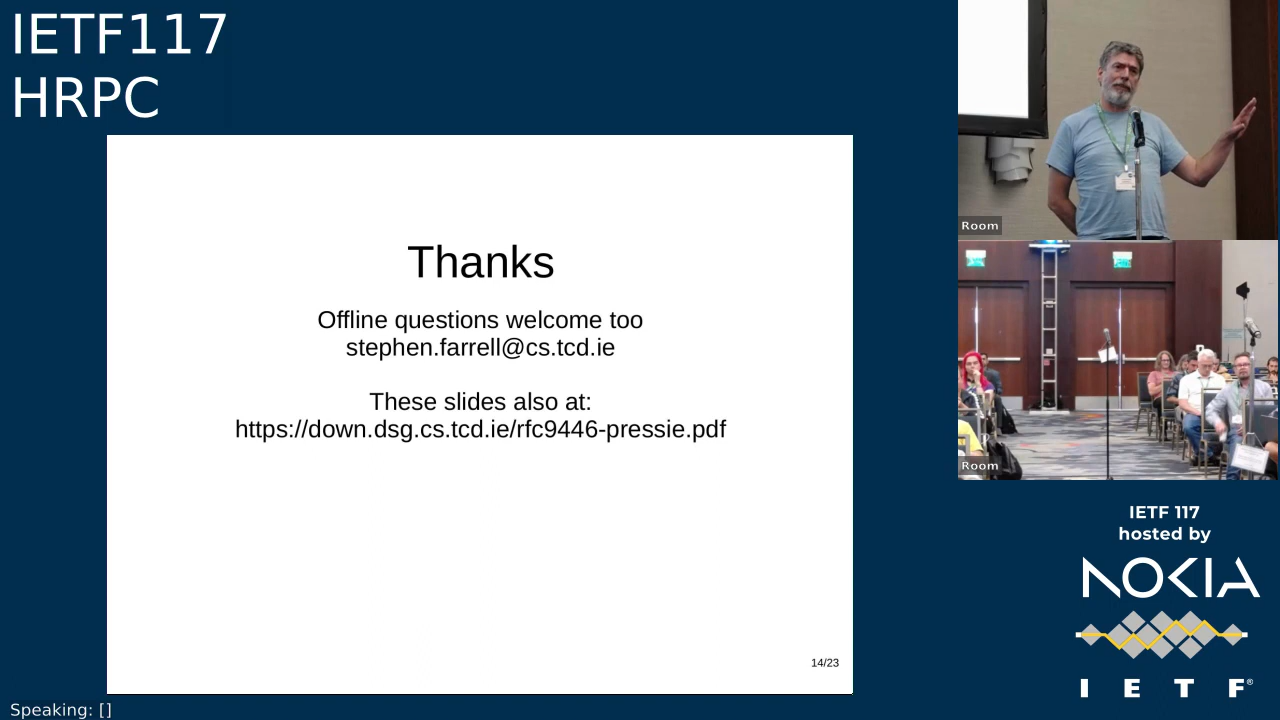 IETF117
HRPC
Thanks
Offline questions welcome too
stephen.farrell@cs.tcd.ie
These slides also at:
https://down.dsg.cs.tcd.ie/rfc9446-pressie.pdf
14/23
Room
Room
IETF 117
hosted by
NOKIA
I E T F®
Speaking: []